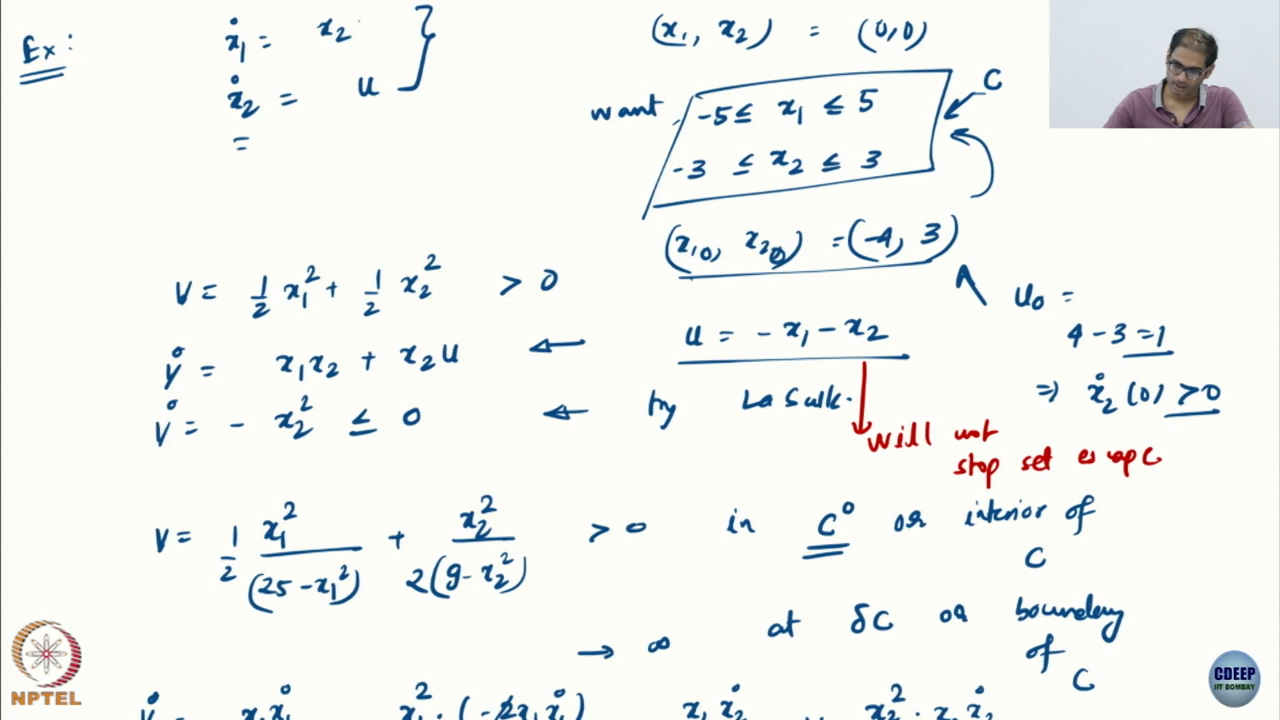 Ex:
ẋ₁ = x₂
ẋ₂ = u
=
(x₁, x₂) = (0,0)
want -5 ≤ x₁ ≤ 5
-3 ≤ x₂ ≤ 3
C
(x₁₀, x₂₀) = (-4, 3)
V = 1/2 x₁² + 1/2 x₂² > 0
V̇ = x₁x₂ + x₂u ←
u = -x₁ - x₂
u₀ =
4 - 3 = 1
⇒ ẋ₂(0) > 0
V̇ = - x₂² ≤ 0 ← by LaSalle.
will not
stop set escape
V = 1/2 x₁²/(25-x₁²) + x₂²/2(9-x₂²) > 0 in C⁰ or interior of
C
→ ∞ at δC or boundary
of
C
NPTEL
CDEEP
IIT BOMBAY